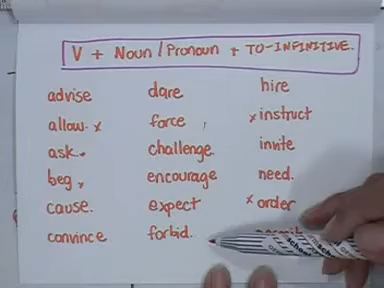 V + Noun / Pronoun + TO-INFINITIVE.
advise dare hire
allow. x force x instruct
ask. challenge invite
beg x encourage need.
cause. expect x order
convince forbid.